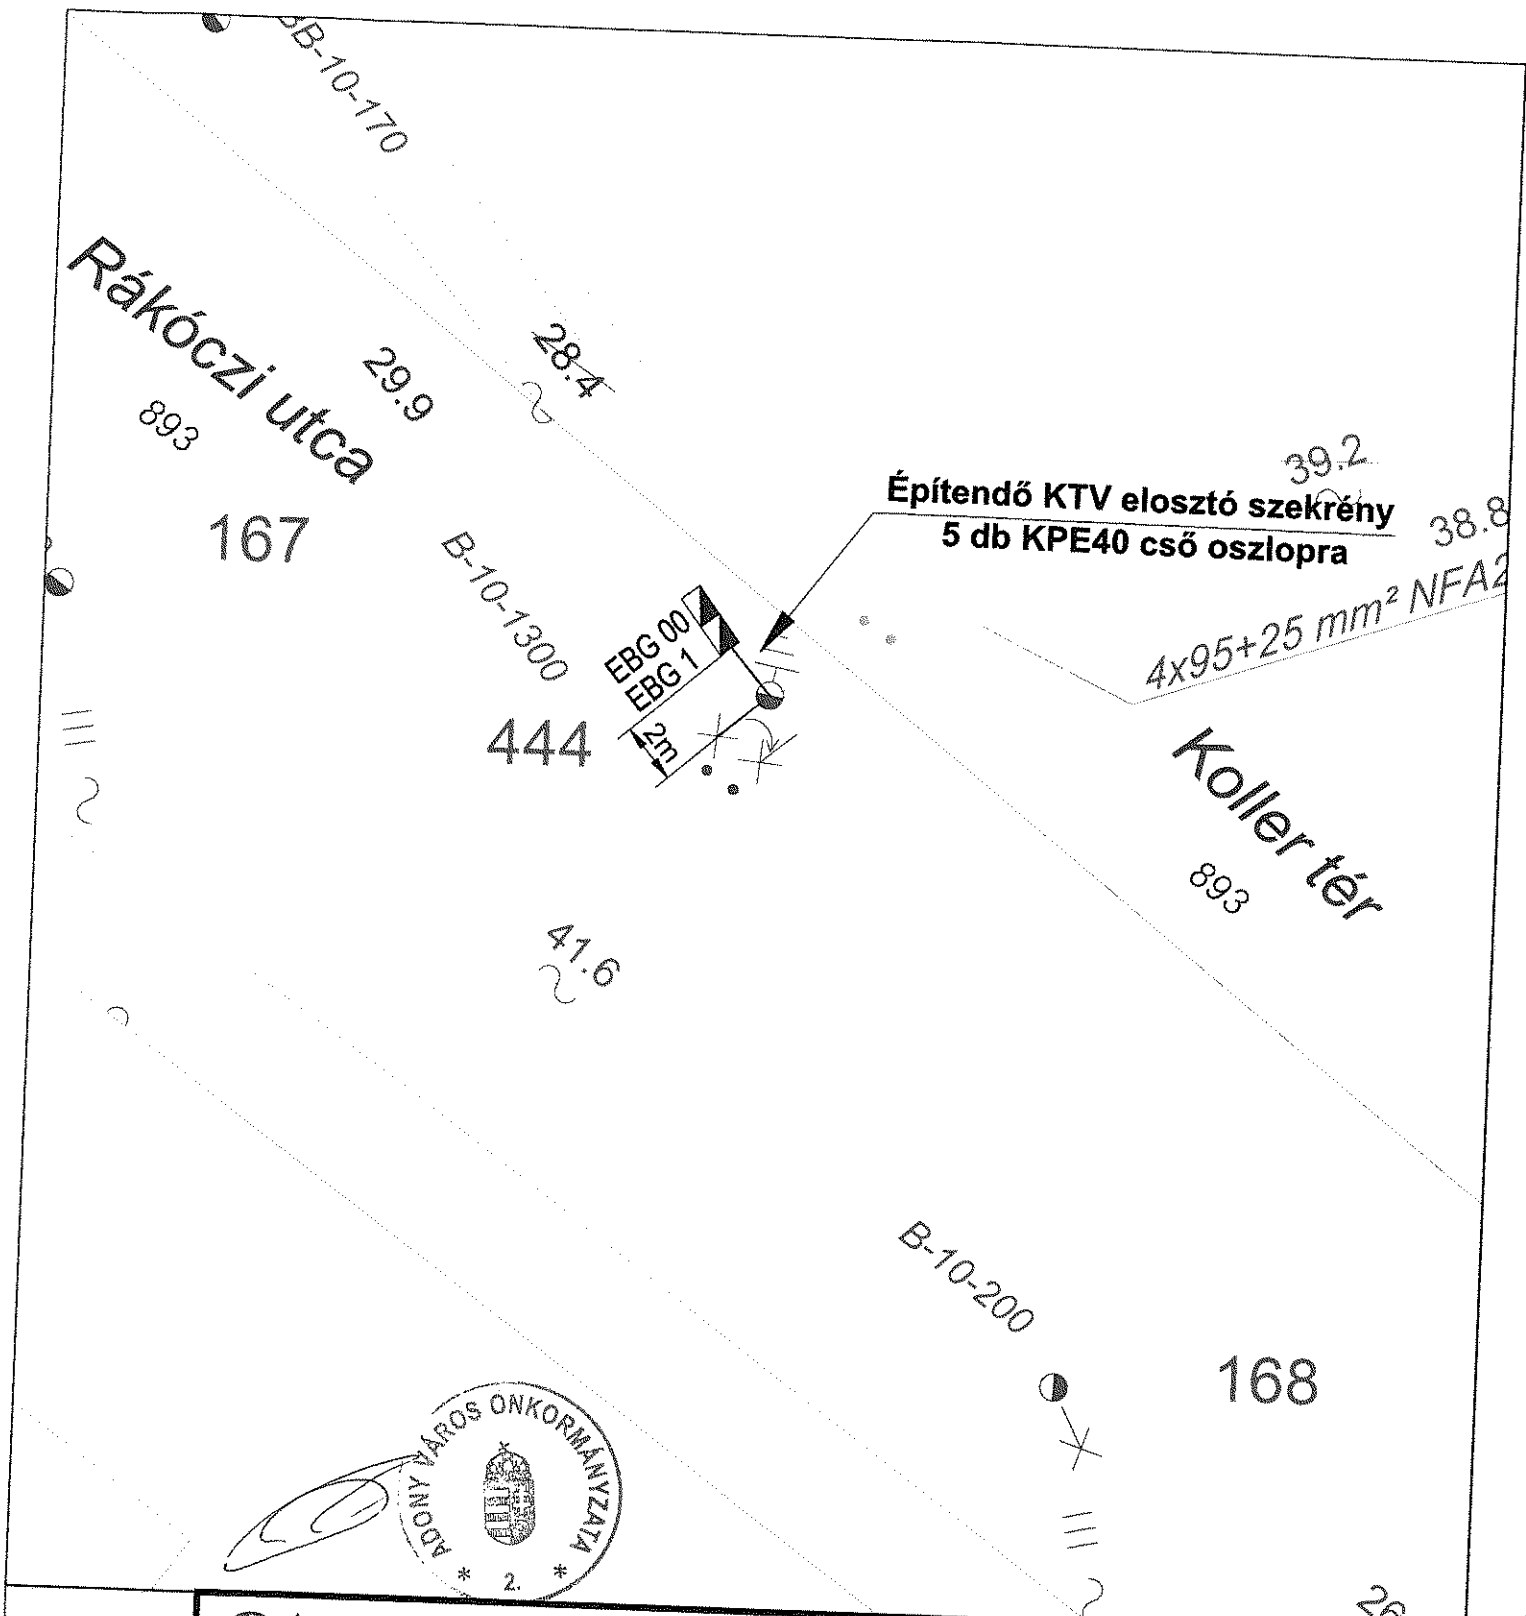 B-10-170
Rákóczi utca
29.9
28.4
893
167
39.2
Építendő KTV elosztó szekrény
5 db KPE40 cső oszlopra
38.8
4x95+25 mm² NFA2
B-10-1300
EBG 00
EBG 1
2m
444
Koller tér
893
41.6
B-10-200
168
ADONY VÁROS ÖNKORMÁNYZATA
* 2. *
26